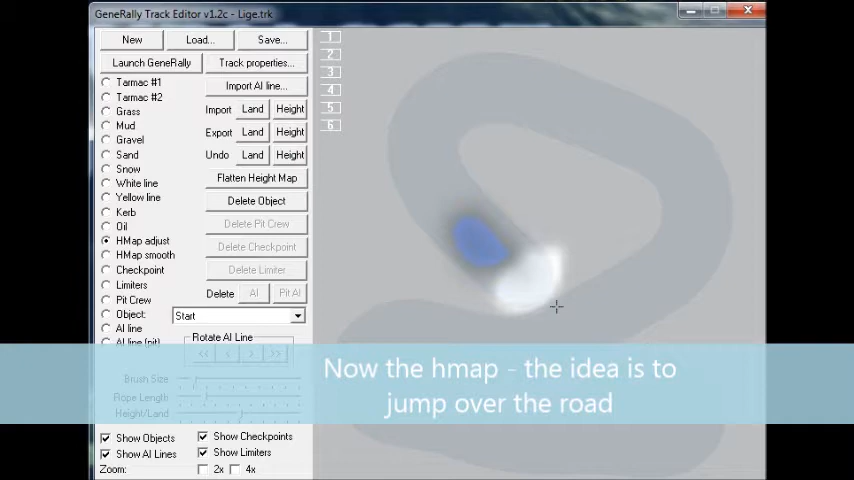 GeneRally Track Editor v1.2c - Lige.trk
New Load... Save...
Launch GeneRally Track properties...
Tarmac #1 Import AI line...
Tarmac #2
Grass Import Land Height
Mud
Gravel Export Land Height
Sand Undo Land Height
Snow
White line Flatten Height Map
Yellow line Delete Object
Kerb
Oil Delete Pit Crew
HMap adjust Delete Checkpoint
HMap smooth
Checkpoint Delete Limiter
Limiters
Pit Crew Delete AI Pit AI
Object: Start
AI line Rotate AI Line
AI line (pit) << < > >>
Brush Size
Rope Length
Height/Land
Show Objects Show Checkpoints
Show AI Lines Show Limiters
Zoom: 2x 4x
1
2
3
4
5
6
Now the hmap - the idea is to
jump over the road